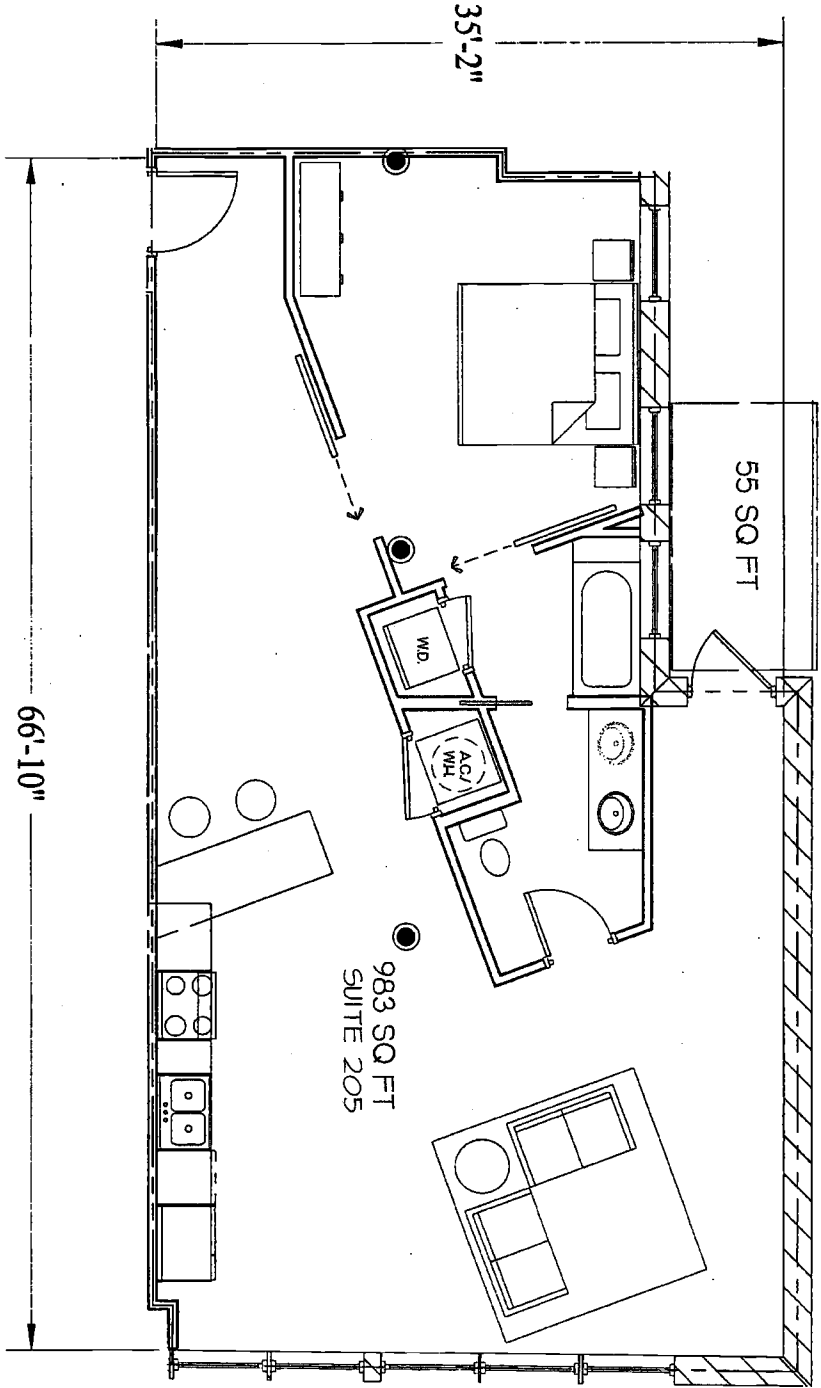 35'-2"
55 SQ FT
W.D.
A.C./
W.H.
66'-10"
983 SQ FT
SUITE 205